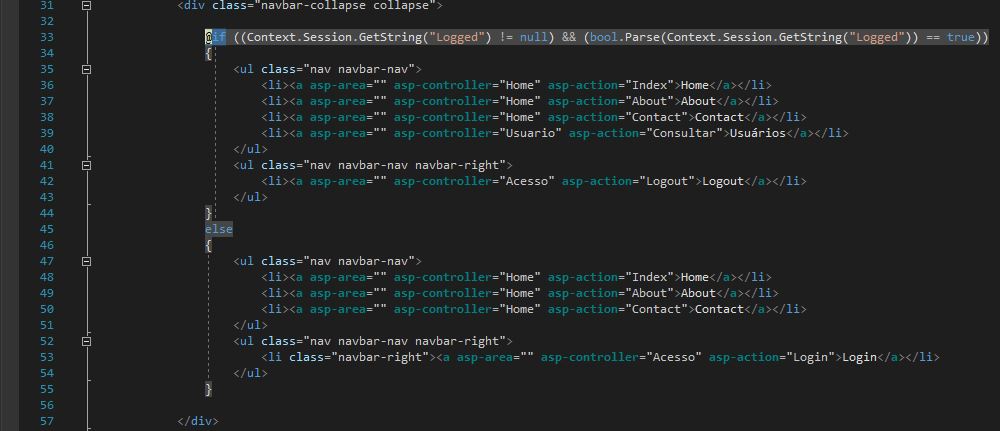 31 <div class="navbar-collapse collapse">
32
33 @if ((Context.Session.GetString("Logged") != null) && (bool.Parse(Context.Session.GetString("Logged")) == true))
34 {
35 <ul class="nav navbar-nav">
36 <li><a asp-area="" asp-controller="Home" asp-action="Index">Home</a></li>
37 <li><a asp-area="" asp-controller="Home" asp-action="About">About</a></li>
38 <li><a asp-area="" asp-controller="Home" asp-action="Contact">Contact</a></li>
39 <li><a asp-area="" asp-controller="Usuario" asp-action="Consultar">Usuários</a></li>
40 </ul>
41 <ul class="nav navbar-nav navbar-right">
42 <li><a asp-area="" asp-controller="Acesso" asp-action="Logout">Logout</a></li>
43 </ul>
44 }
45 else
46 {
47 <ul class="nav navbar-nav">
48 <li><a asp-area="" asp-controller="Home" asp-action="Index">Home</a></li>
49 <li><a asp-area="" asp-controller="Home" asp-action="About">About</a></li>
50 <li><a asp-area="" asp-controller="Home" asp-action="Contact">Contact</a></li>
51 </ul>
52 <ul class="nav navbar-nav navbar-right">
53 <li class="navbar-right"><a asp-area="" asp-controller="Acesso" asp-action="Login">Login</a></li>
54 </ul>
55 }
56
57 </div>